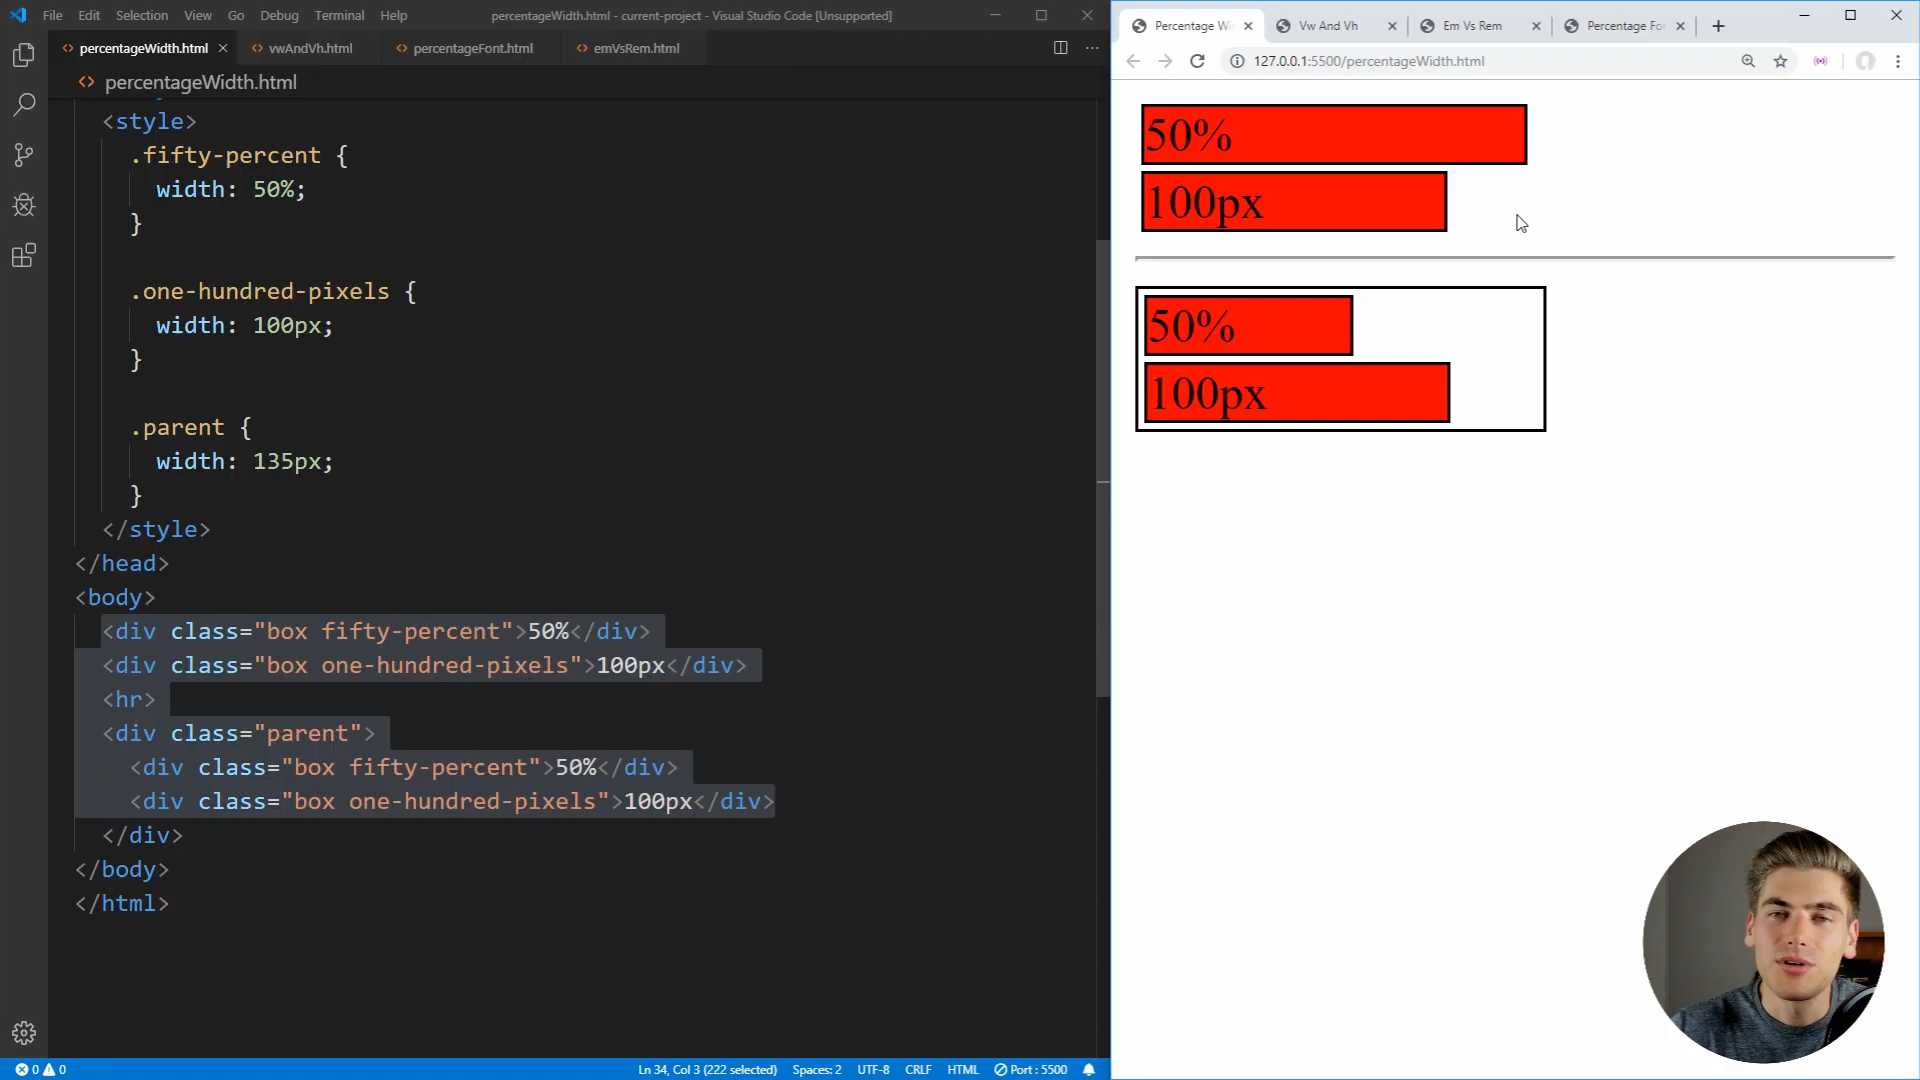 File Edit Selection View Go Debug Terminal Help percentageWidth.html - current-project - Visual Studio Code [Unsupported]
percentageWidth.html vwAndVh.html percentageFont.html emVsRem.html
<> percentageWidth.html
<style>
.fifty-percent {
width: 50%;
}
.one-hundred-pixels {
width: 100px;
}
.parent {
width: 135px;
}
</style>
</head>
<body>
<div class="box fifty-percent">50%</div>
<div class="box one-hundred-pixels">100px</div>
<hr>
<div class="parent">
<div class="box fifty-percent">50%</div>
<div class="box one-hundred-pixels">100px</div>
</div>
</body>
</html>
0 0 Ln 34, Col 3 (222 selected) Spaces: 2 UTF-8 CRLF HTML Port : 5500
Percentage Wi Vw And Vh Em Vs Rem Percentage Fo
127.0.0.1:5500/percentageWidth.html
50%
100px
50%
100px